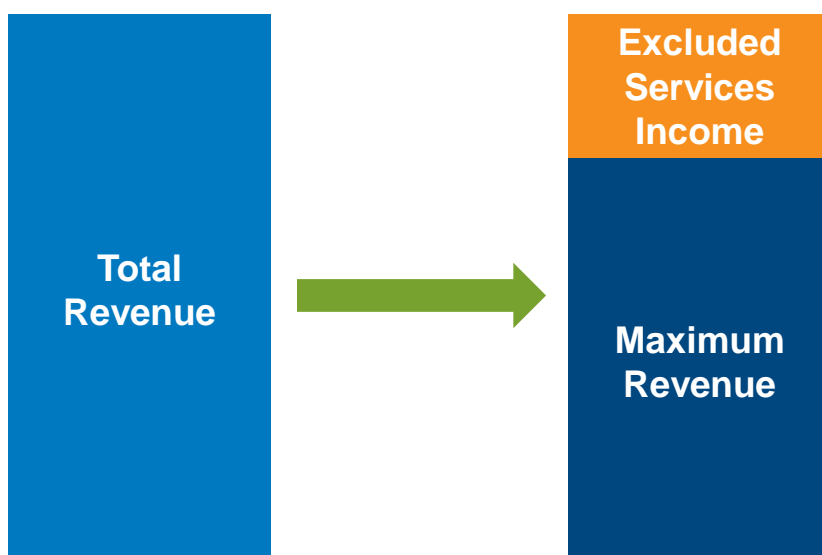 Total
Revenue
Excluded
Services
Income
Maximum
Revenue